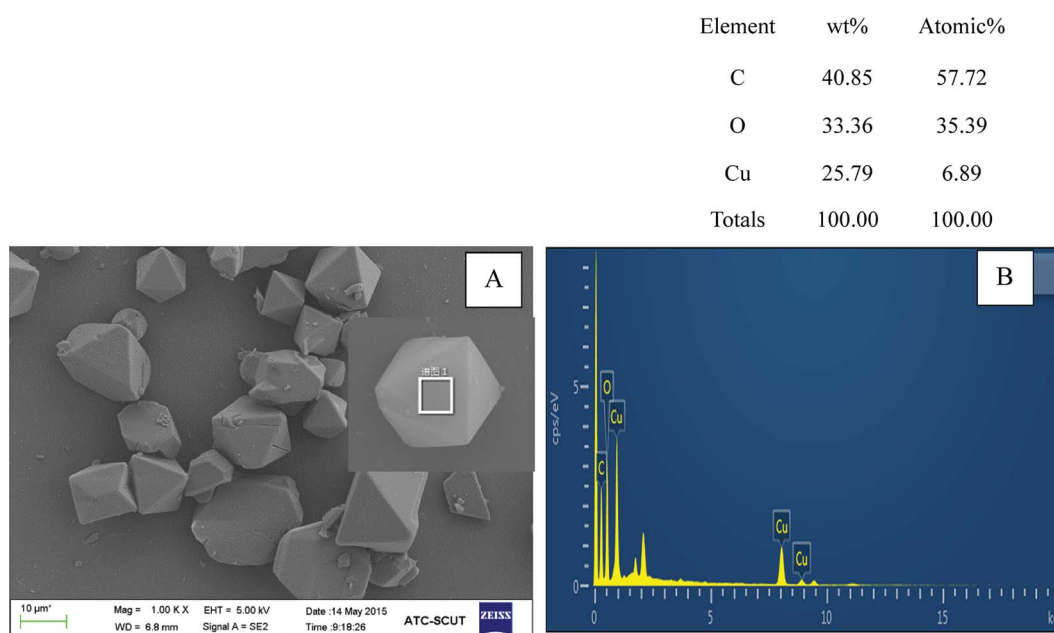 Element wt% Atomic%
C 40.85 57.72
O 33.36 35.39
Cu 25.79 6.89
Totals 100.00 100.00
A
谱图 1
10 µm*
Mag = 1.00 K X EHT = 5.00 kV Date :14 May 2015
WD = 6.8 mm Signal A = SE2 Time :9:18:26
ATC-SCUT
ZEISS
B
cps/eV
5
0
O
Cu
C
Cu
Cu
0 5 10 15